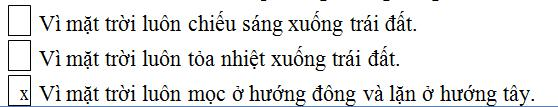 Vì mặt trời luôn chiếu sáng xuống trái đất.
Vì mặt trời luôn tỏa nhiệt xuống trái đất.
x Vì mặt trời luôn mọc ở hướng đông và lặn ở hướng tây.